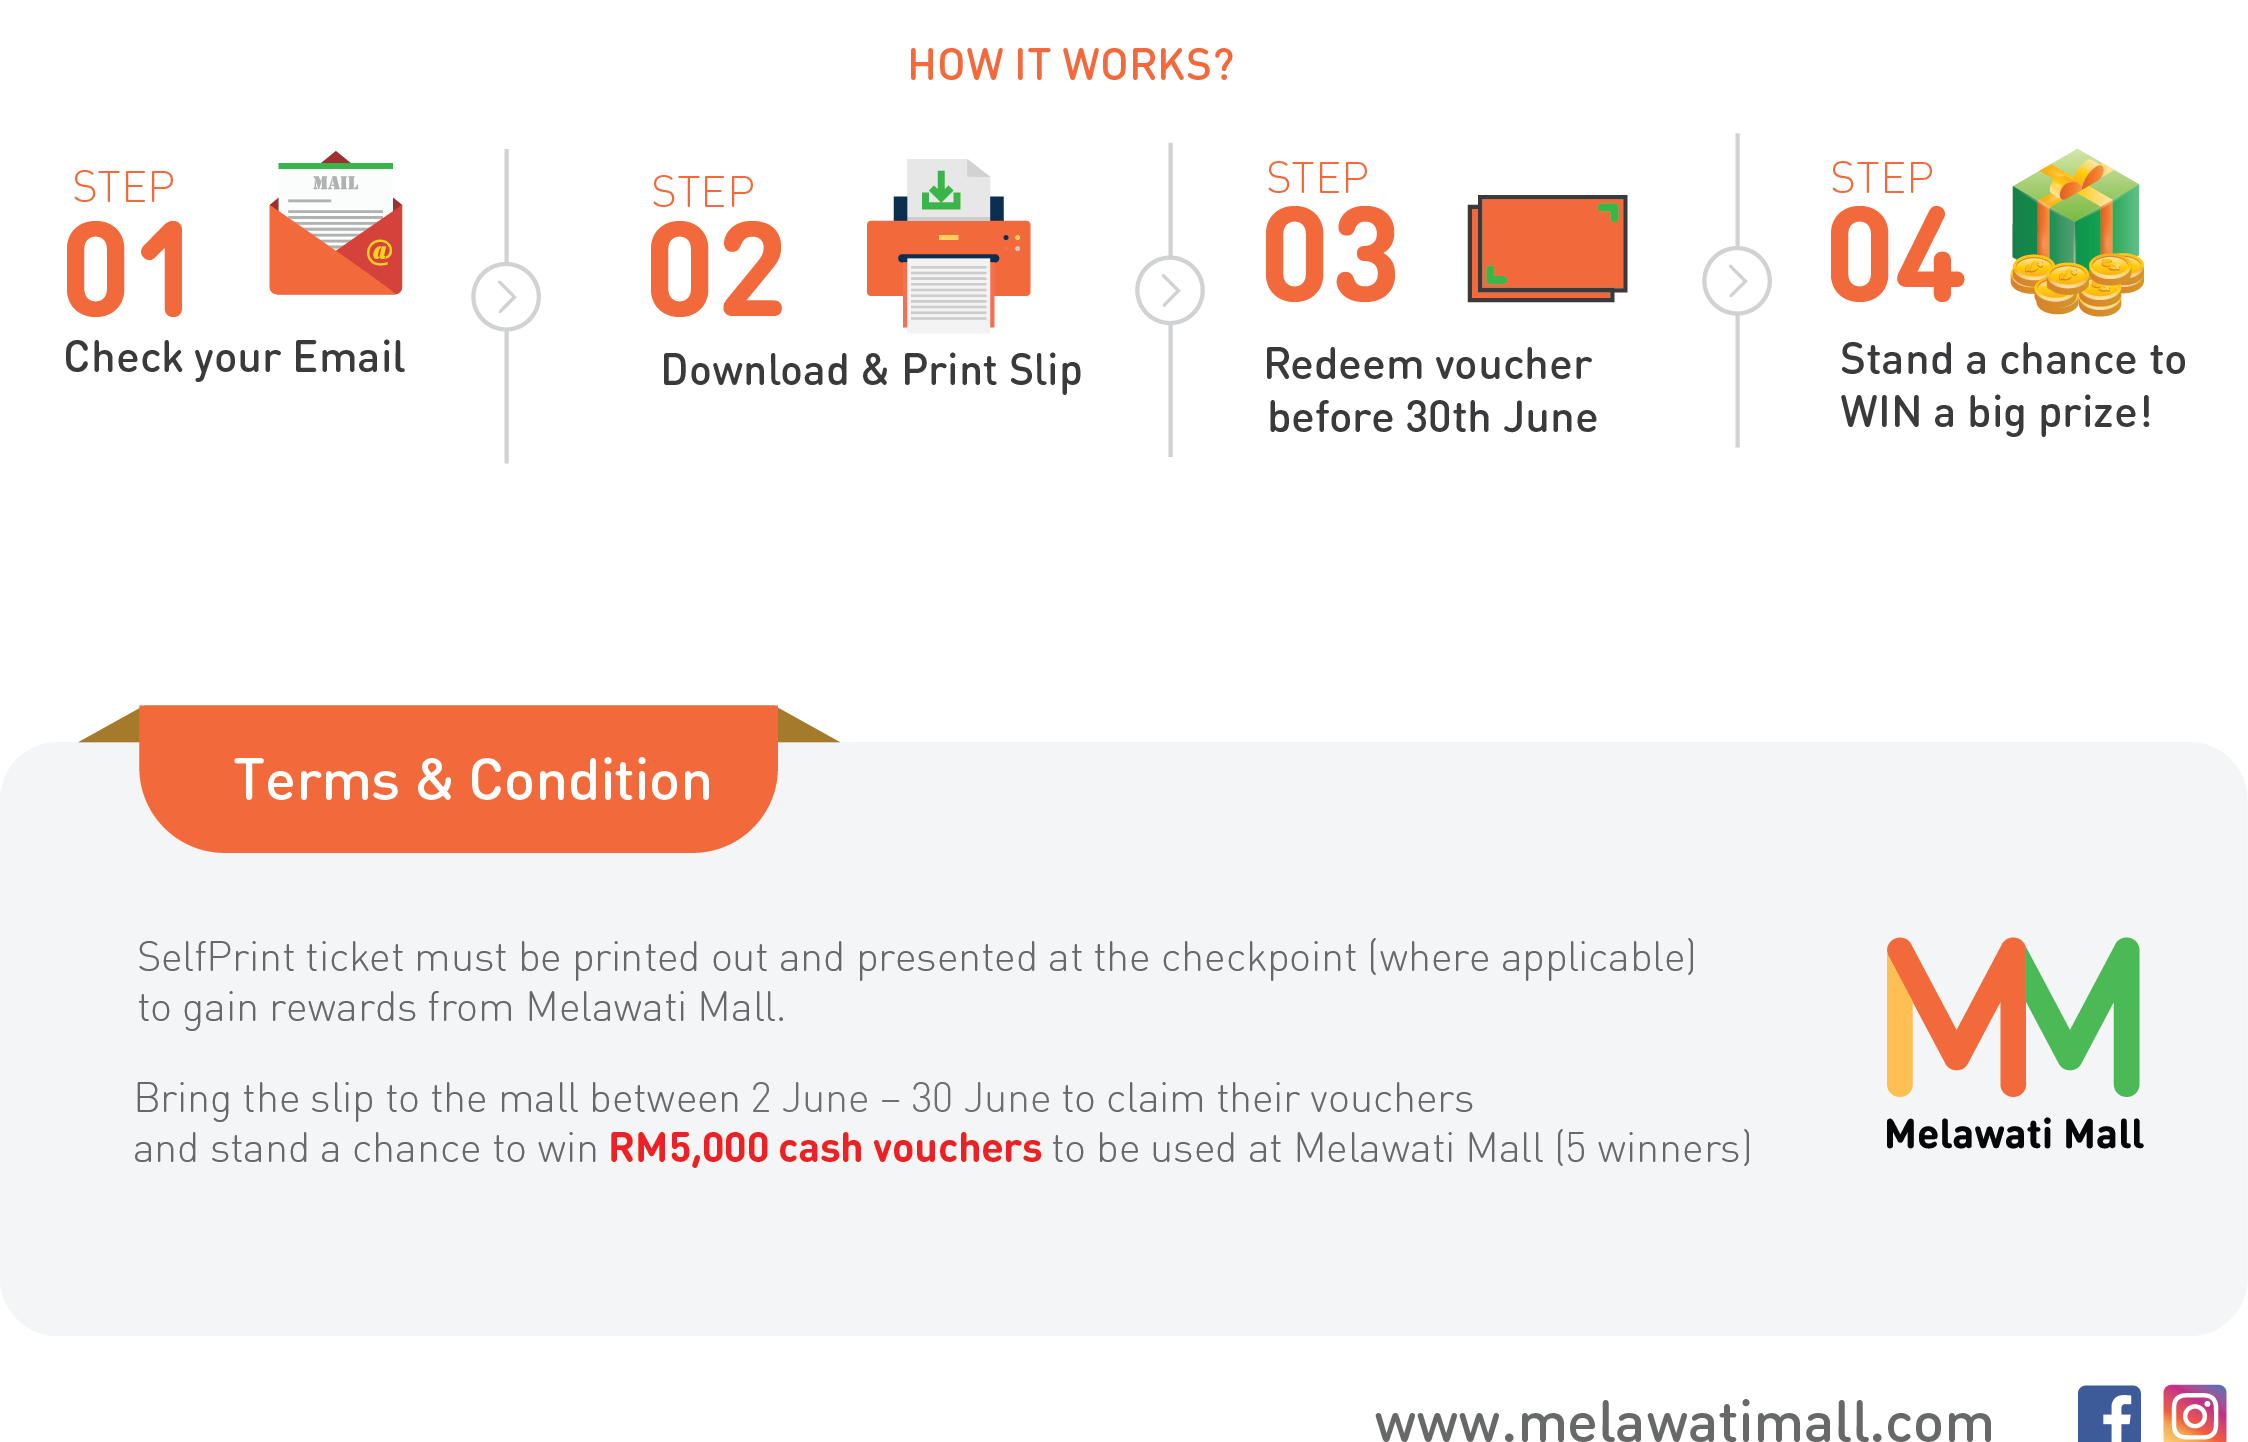 HOW IT WORKS?
STEP
01
MAIL
@
Check your Email
STEP
02
Download & Print Slip
STEP
03
Redeem voucher
before 30th June
STEP
04
Stand a chance to
WIN a big prize!
Terms & Condition
SelfPrint ticket must be printed out and presented at the checkpoint (where applicable)
to gain rewards from Melawati Mall.
Bring the slip to the mall between 2 June – 30 June to claim their vouchers
and stand a chance to win RM5,000 cash vouchers to be used at Melawati Mall (5 winners)
MM
Melawati Mall
www.melawatimall.com
f